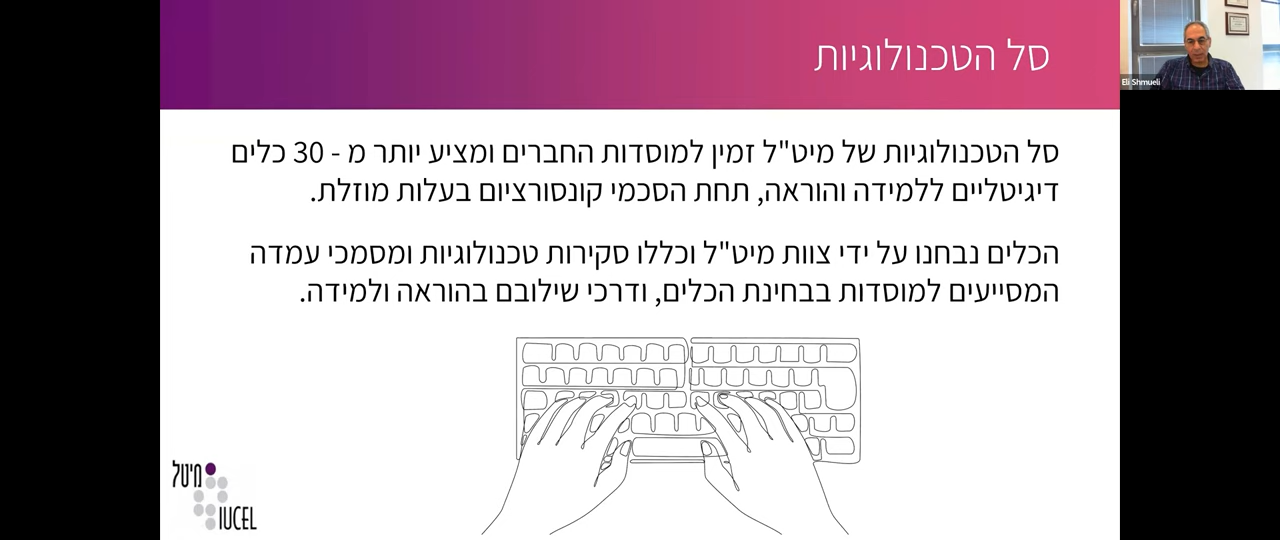 סל הטכנולוגיות
Eli Shmueli
סל הטכנולוגיות של מיט"ל זמין למוסדות החברים ומציע יותר מ - 30 כלים
דיגיטליים ללמידה והוראה, תחת הסכמי קונסורציום בעלות מוזלת.
הכלים נבחנו על ידי צוות מיט"ל וכללו סקירות טכנולוגיות ומסמכי עמדה
המסייעים למוסדות בבחינת הכלים, ודרכי שילובם בהוראה ולמידה.
מיטל
IUCEL